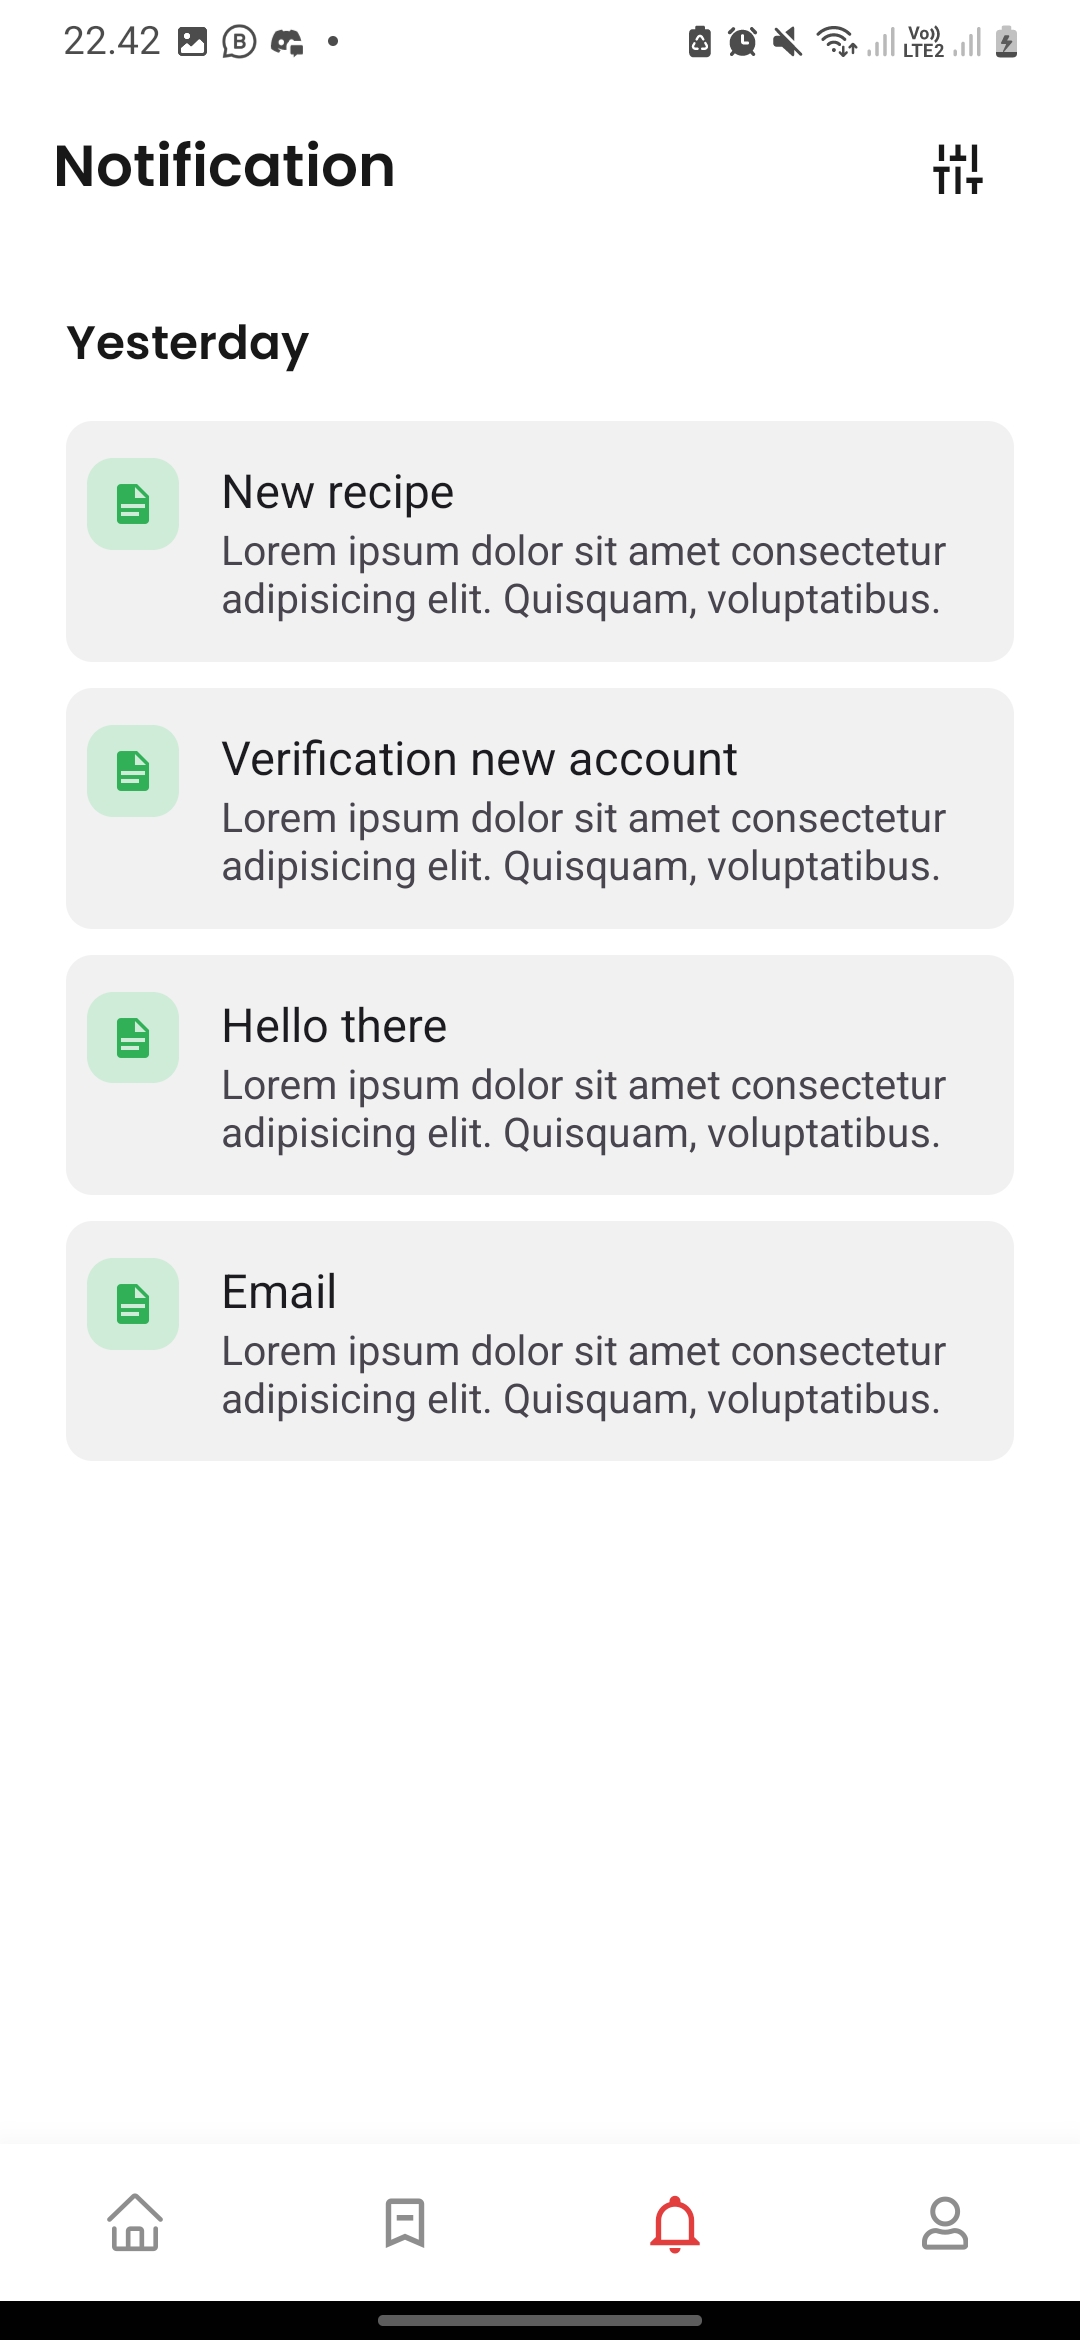 22.42
Vo))
LTE2
Notification
Yesterday
New recipe
Lorem ipsum dolor sit amet consectetur
adipisicing elit. Quisquam, voluptatibus.
Verification new account
Lorem ipsum dolor sit amet consectetur
adipisicing elit. Quisquam, voluptatibus.
Hello there
Lorem ipsum dolor sit amet consectetur
adipisicing elit. Quisquam, voluptatibus.
Email
Lorem ipsum dolor sit amet consectetur
adipisicing elit. Quisquam, voluptatibus.